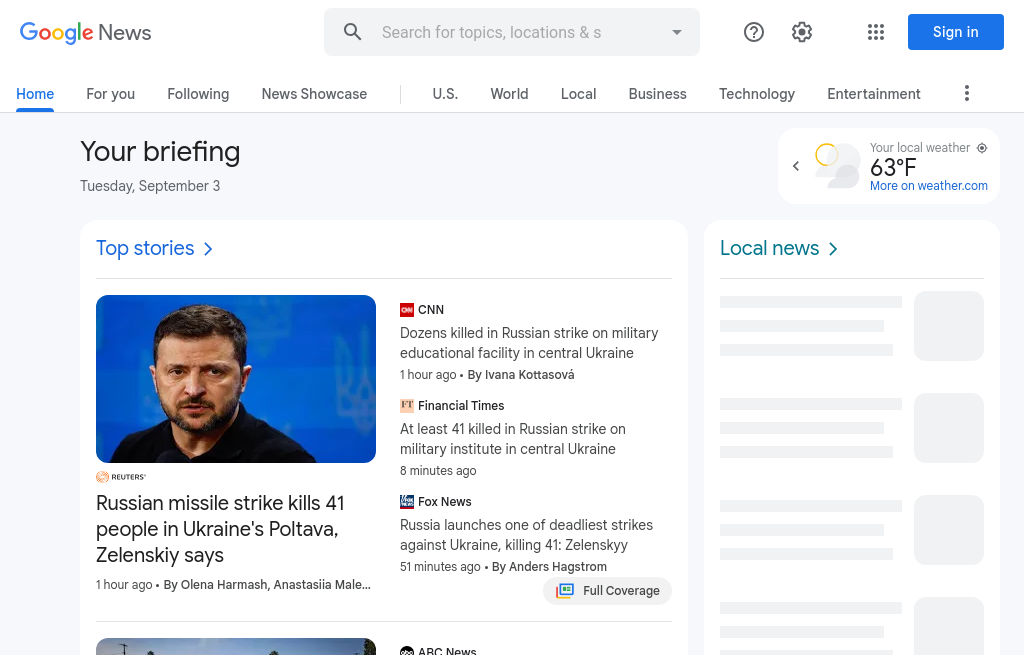 Google News
Search for topics, locations & s
Sign in
Home
For you
Following
News Showcase
U.S.
World
Local
Business
Technology
Entertainment
Your briefing
Tuesday, September 3
Your local weather
63°F
More on weather.com
Top stories
REUTERS
Russian missile strike kills 41
people in Ukraine's Poltava,
Zelenskiy says
1 hour ago • By Olena Harmash, Anastasiia Male...
CNN
Dozens killed in Russian strike on military
educational facility in central Ukraine
1 hour ago • By Ivana Kottasová
FT Financial Times
At least 41 killed in Russian strike on
military institute in central Ukraine
8 minutes ago
Fox News
Russia launches one of deadliest strikes
against Ukraine, killing 41: Zelenskyy
51 minutes ago • By Anders Hagstrom
Full Coverage
ABC News
Local news